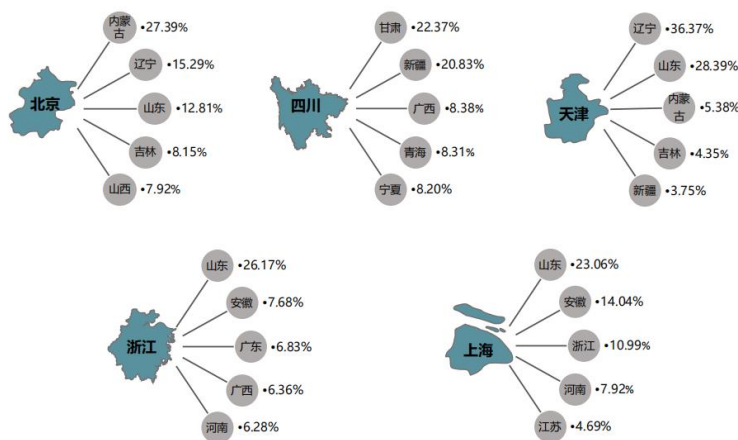 北京
内蒙
古
•27.39%
辽宁
•15.29%
山东
•12.81%
吉林
•8.15%
山西
•7.92%
四川
甘肃
•22.37%
新疆
•20.83%
广西
•8.38%
青海
•8.31%
宁夏
•8.20%
天津
辽宁
•36.37%
山东
•28.39%
内蒙
古
•5.38%
吉林
•4.35%
新疆
•3.75%
浙江
山东
•26.17%
安徽
•7.68%
广东
•6.83%
广西
•6.36%
河南
•6.28%
上海
山东
•23.06%
安徽
•14.04%
浙江
•10.99%
河南
•7.92%
江苏
•4.69%